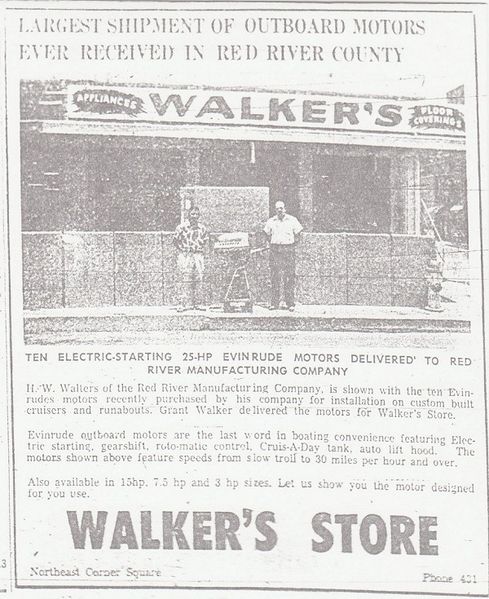 LARGEST SHIPMENT OF OUTBOARD MOTORS
EVER RECEIVED IN RED RIVER COUNTY
APPLIANCES
WALKER'S
FLOOR
COVERINGS
TEN ELECTRIC-STARTING 25-HP EVINRUDE MOTORS DELIVERED TO RED
RIVER MANUFACTURING COMPANY
H. W. Walters of the Red River Manufacturing Company, is shown with the ten Evin-
rudes motors recently purchased by his company for installation on custom built
cruisers and runabouts. Grant Walker delivered the motors for Walker's Store.
Evinrude outboard motors are the last word in boating convenience featuring Elec-
tric starting, gearshift, roto-matic control, Cruis-A-Day tank, auto lift hood. The
motors shown above feature speeds from slow troll to 30 miles per hour and over.
Also available in 15hp, 7.5 hp and 3 hp sizes. Let us show you the motor designed
for you use.
WALKER'S STORE
Northeast Corner Square
Phone 431